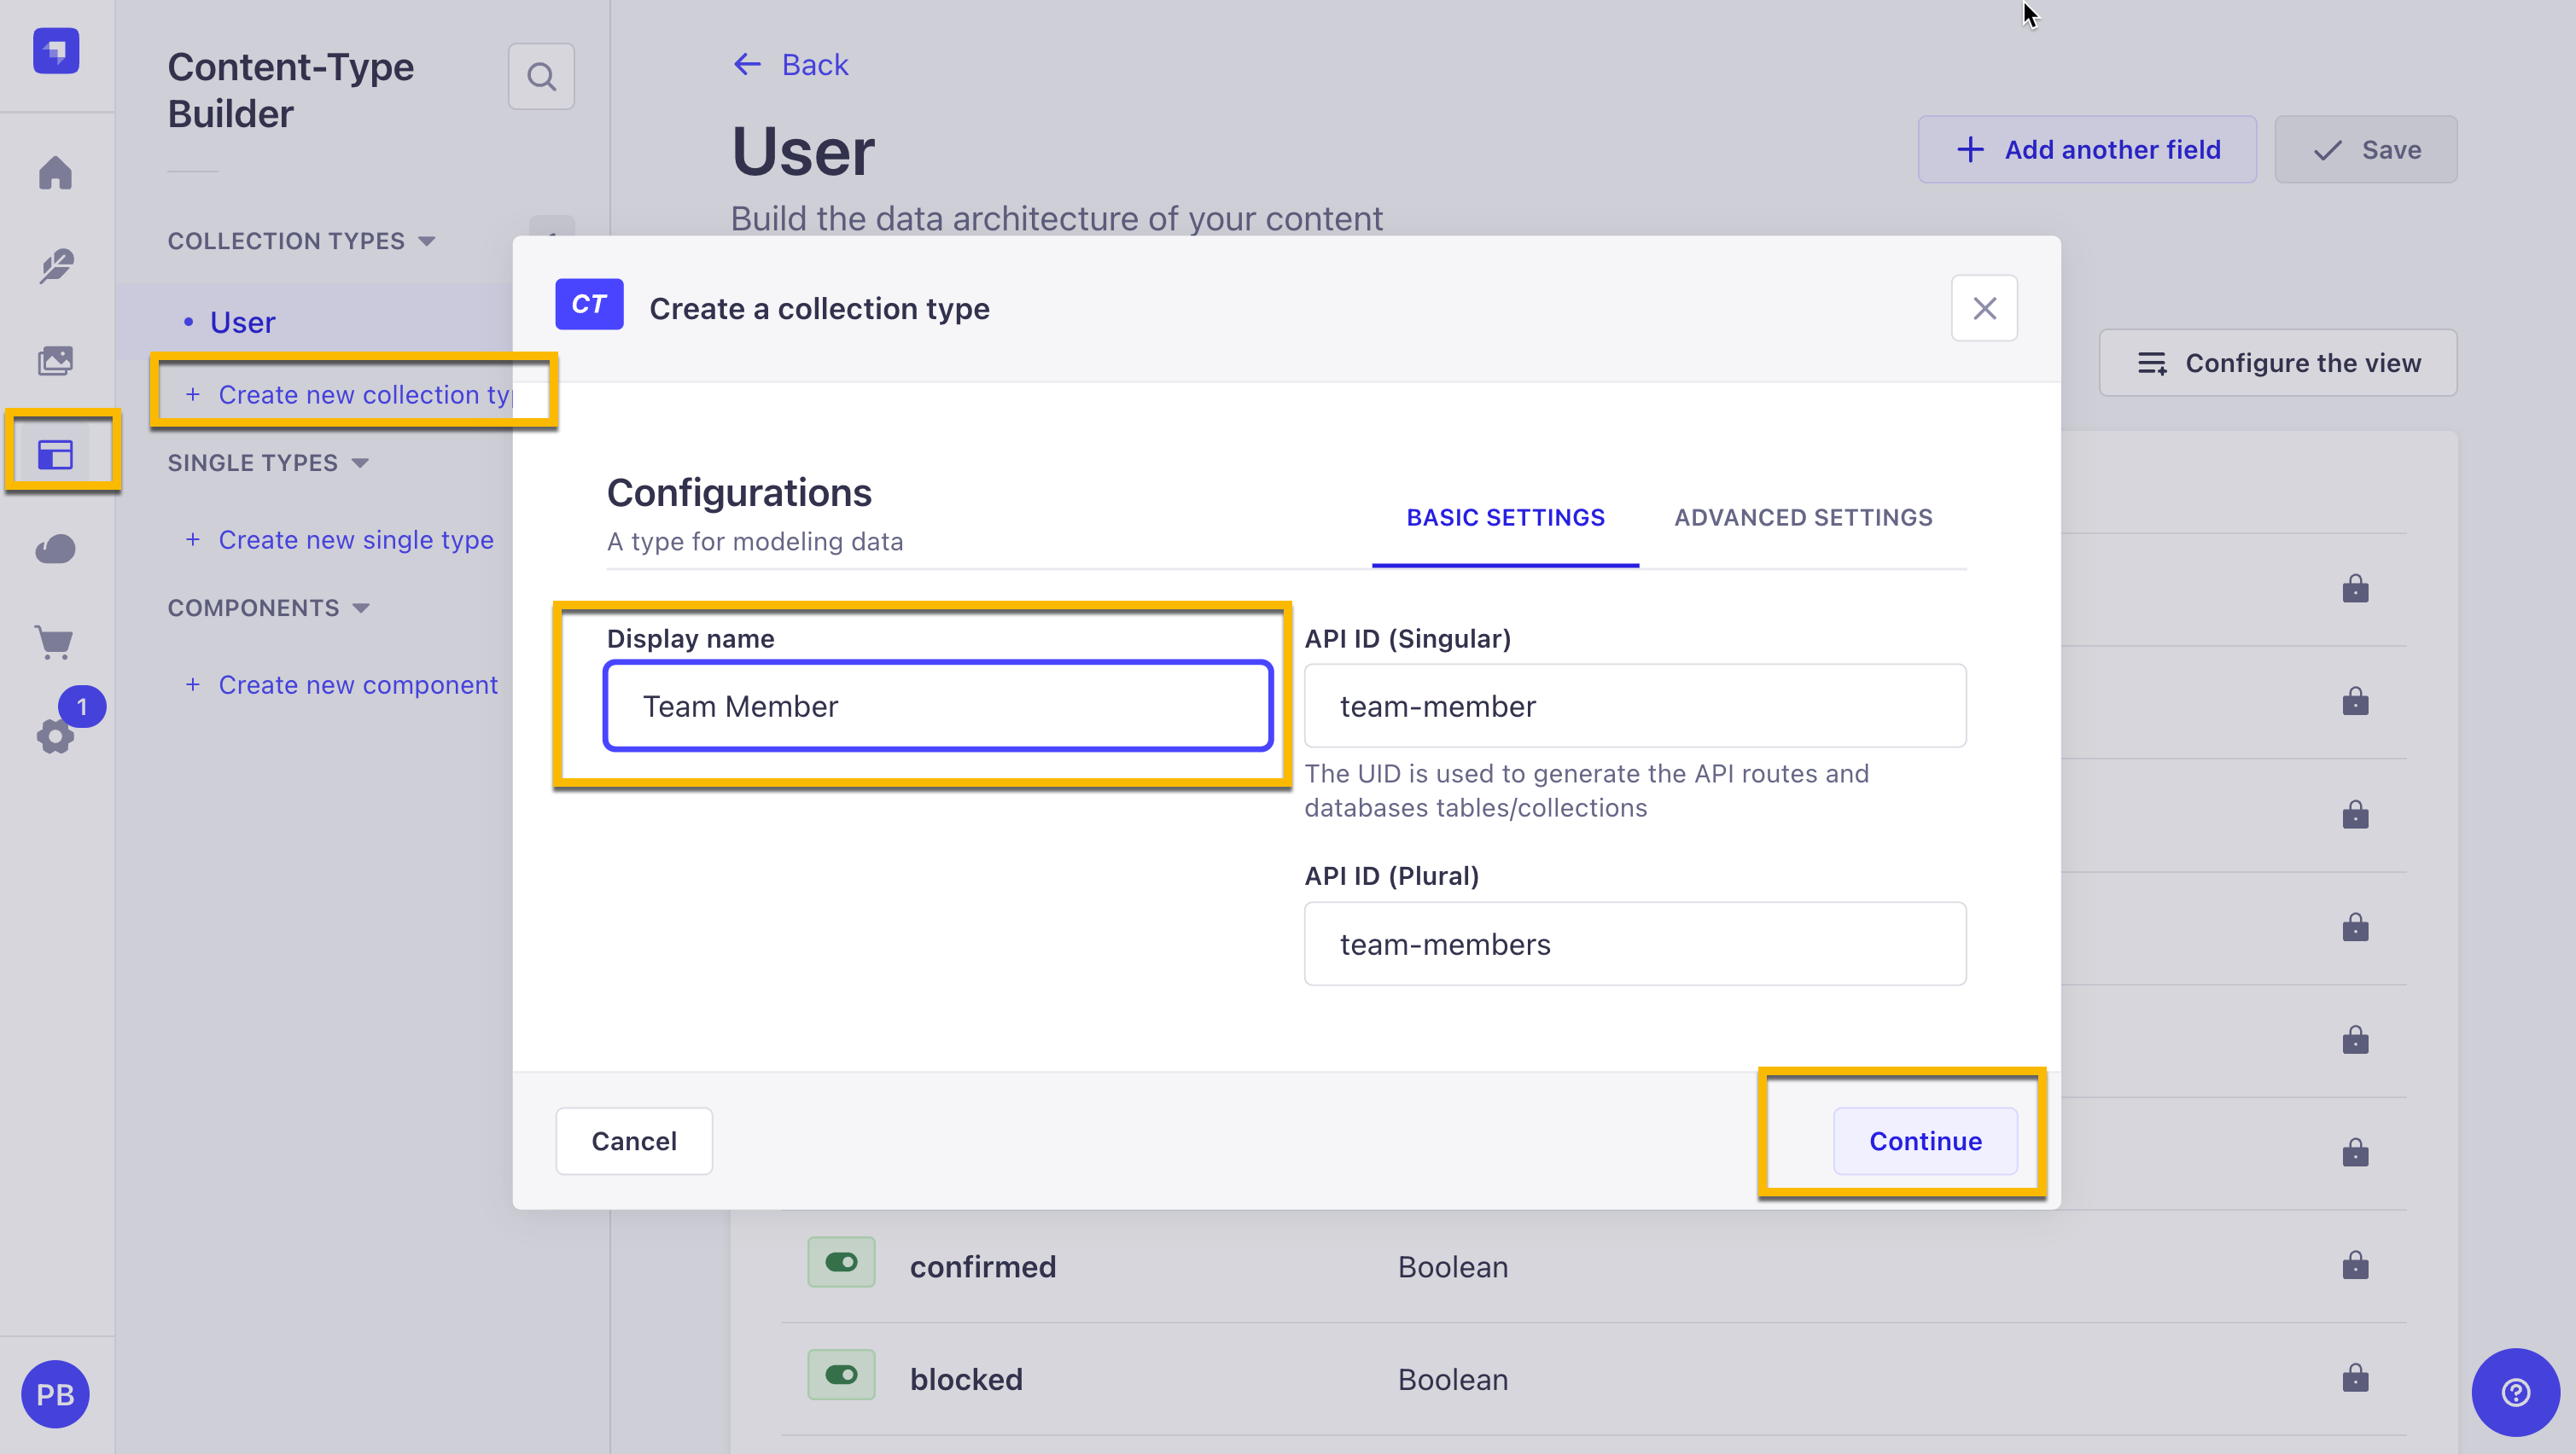 Content-Type
Builder
COLLECTION TYPES
User
+ Create new collection
SINGLE TYPES
+ Create new single type
COMPONENTS
+ Create new component
1
PB
Back
User
Build the data architecture of your content
+ Add another field
Save
Configure the view
CT
Create a collection type
Configurations
A type for modeling data
BASIC SETTINGS
ADVANCED SETTINGS
Display name
Team Member
API ID (Singular)
team-member
The UID is used to generate the API routes and
databases tables/collections
API ID (Plural)
team-members
Cancel
Continue
confirmed
Boolean
blocked
Boolean
?